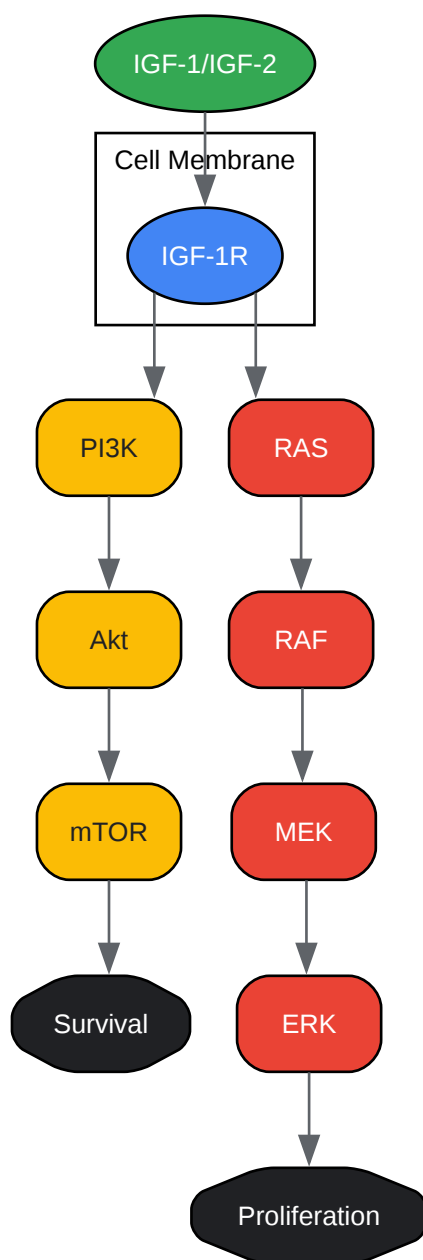 IGF-1/IGF-2
Cell Membrane
IGF-1R
PI3K
RAS
Akt
RAF
mTOR
MEK
Survival
ERK
Proliferation